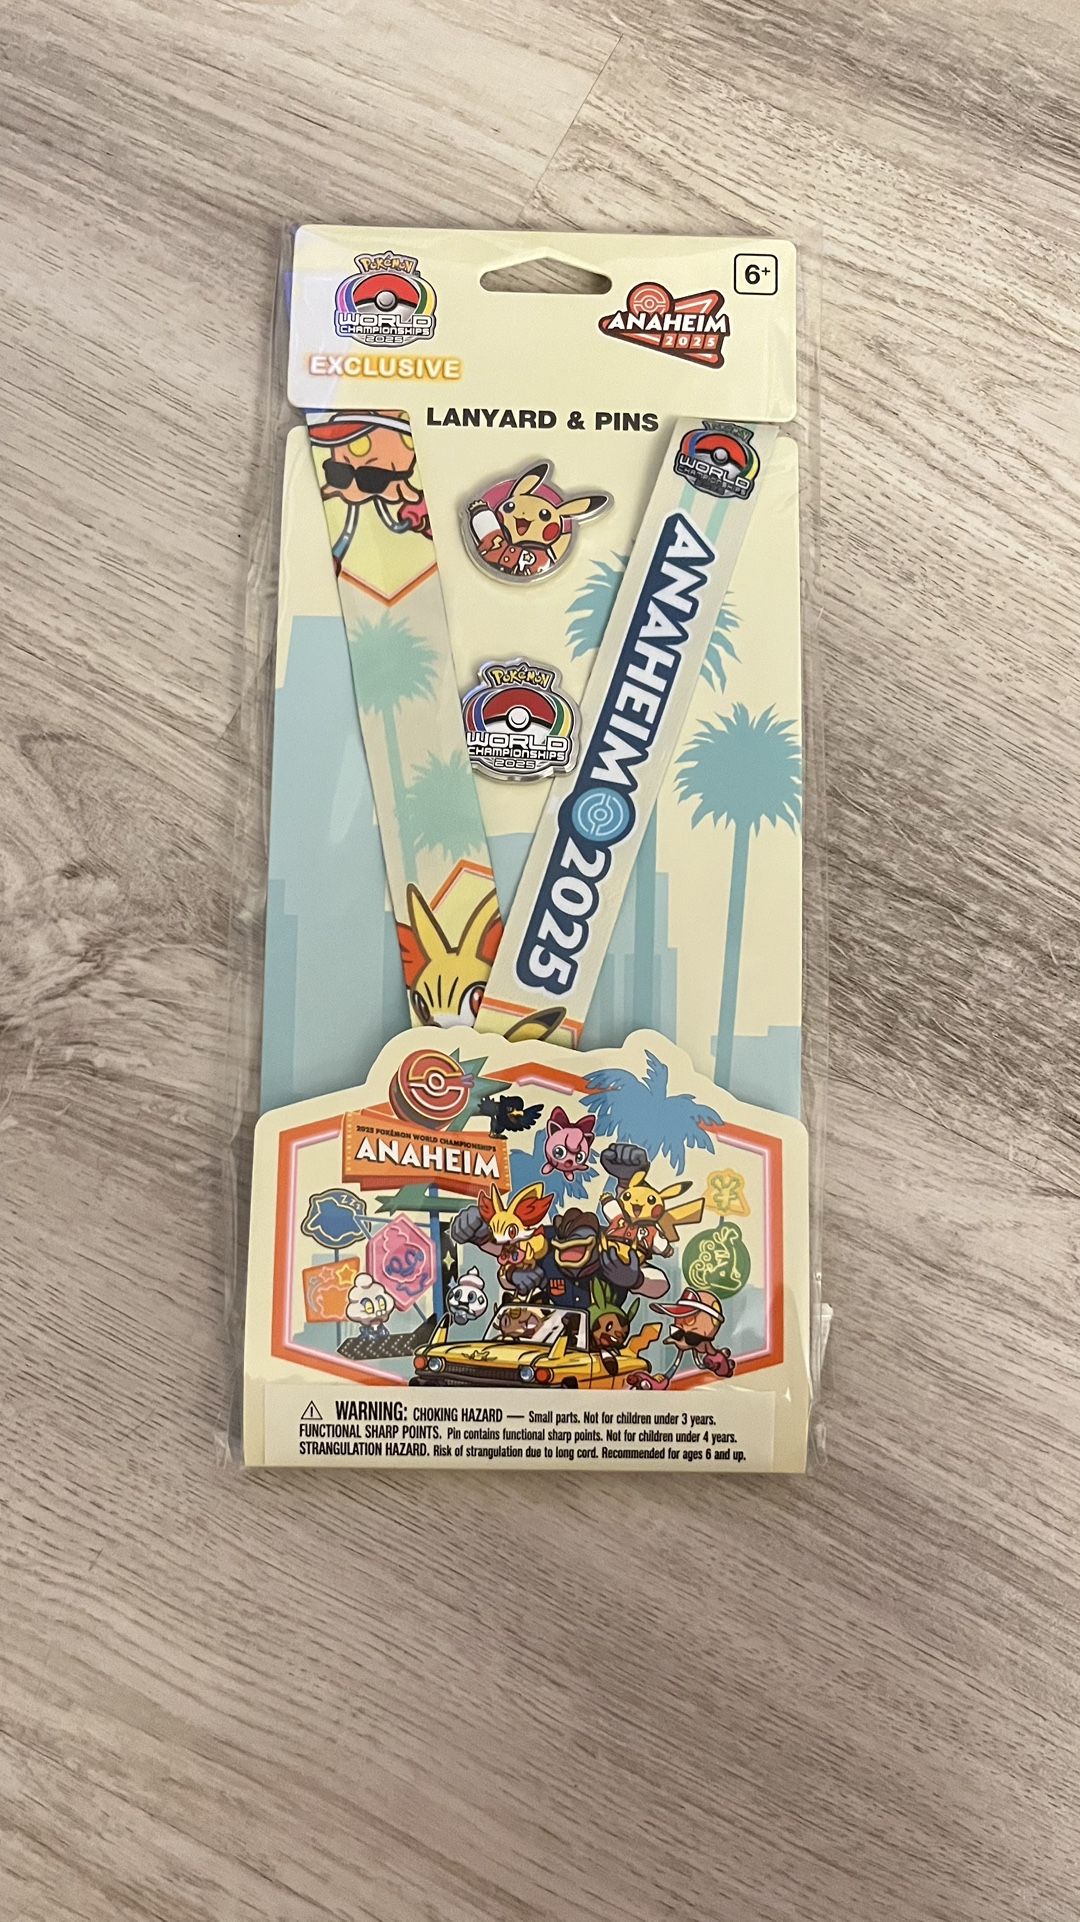 Pokémon
WORLD
CHAMPIONSHIPS
2025
EXCLUSIVE
ANAHEIM
2025
6+
LANYARD & PINS
WORLD
CHAMPIONSHIPS
P
Pokémon
WORLD
CHAMPIONSHIPS
2025
ANAHEIM 2025
2025 POKÉMON WORLD CHAMPIONSHIPS
ANAHEIM
ZZZ
WARNING: CHOKING HAZARD — Small parts. Not for children under 3 years.
FUNCTIONAL SHARP POINTS. Pin contains functional sharp points. Not for children under 4 years.
STRANGULATION HAZARD. Risk of strangulation due to long cord. Recommended for ages 6 and up.